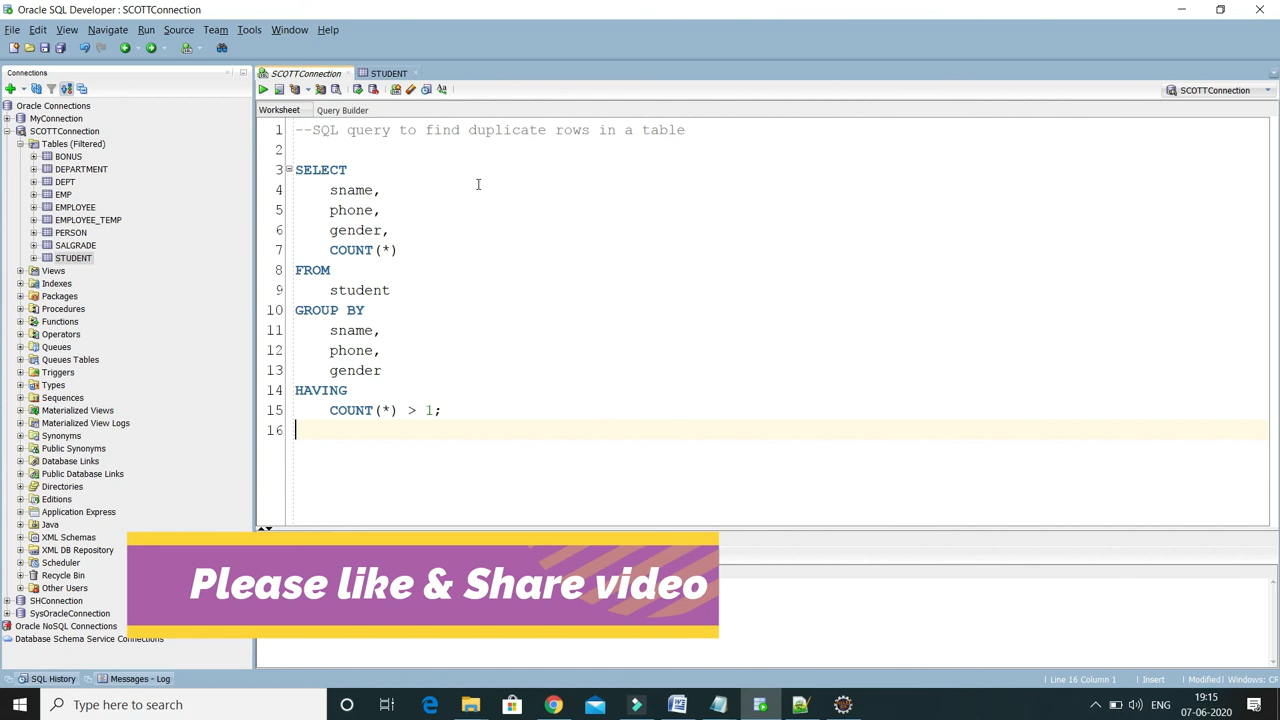 Oracle SQL Developer : SCOTTConnection
File Edit View Navigate Run Source Team Tools Window Help
Connections
SCOTTConnection
STUDENT
SCOTTConnection
Worksheet
Query Builder
Oracle Connections
MyConnection
SCOTTConnection
Tables (Filtered)
BONUS
DEPARTMENT
DEPT
EMP
EMPLOYEE
EMPLOYEE_TEMP
PERSON
SALGRADE
STUDENT
Views
Indexes
Packages
Procedures
Functions
Operators
Queues
Queues Tables
Triggers
Types
Sequences
Materialized Views
Materialized View Logs
Synonyms
Public Synonyms
Database Links
Public Database Links
Directories
Editions
Application Express
Java
XML Schemas
XML DB Repository
Scheduler
Recycle Bin
Other Users
SHConnection
SysOracleConnection
Oracle NoSQL Connections
Database Schema Service Connections
1 --SQL query to find duplicate rows in a table
2
3 SELECT
4 sname,
5 phone,
6 gender,
7 COUNT(*)
8 FROM
9 student
10 GROUP BY
11 sname,
12 phone,
13 gender
14 HAVING
15 COUNT(*) > 1;
16
Please like & Share video
SQL History
Messages - Log
Line 16 Column 1
Insert
Modified
Windows: CR
Type here to search
ENG
19:15
07-06-2020